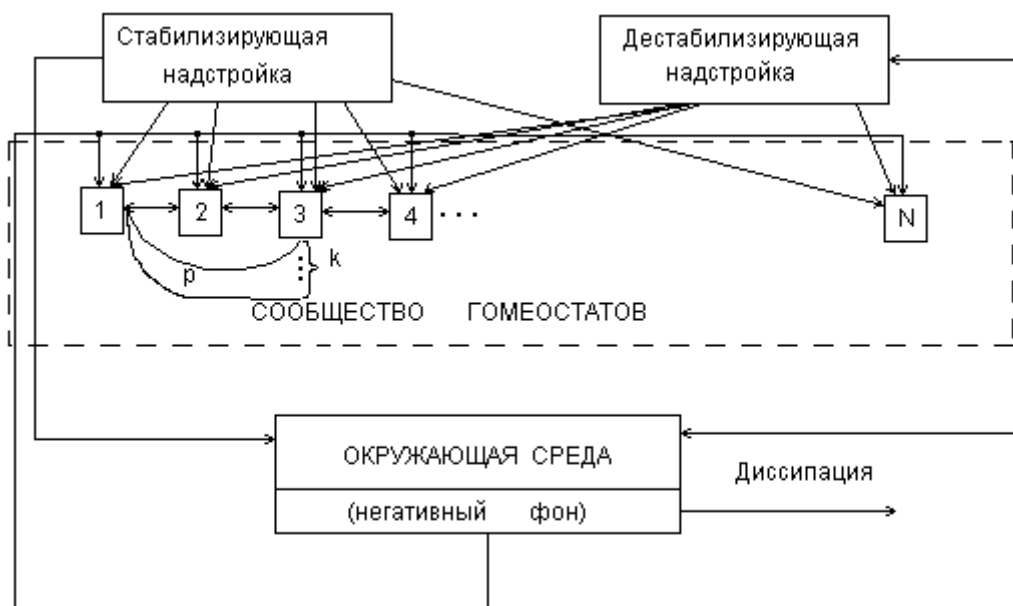 Стабилизирующая
надстройка
Дестабилизирующая
надстройка
1 2 3 4 ... N
p k
СООБЩЕСТВО ГОМЕОСТАТОВ
ОКРУЖАЮЩАЯ СРЕДА
(негативный фон)
Диссипация